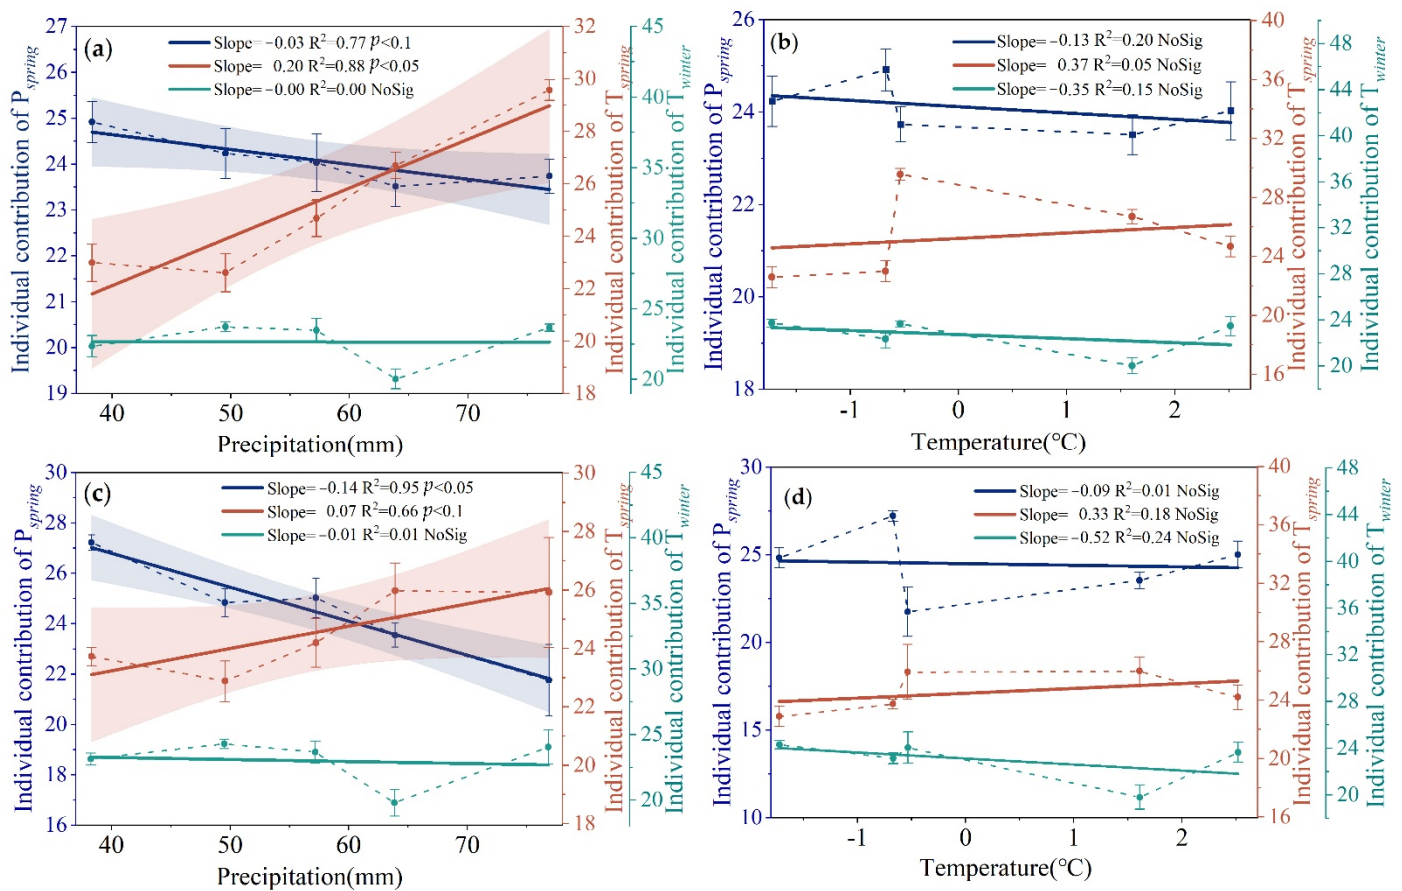 (a)
Slope= −0.03 R²=0.77 p<0.1
Slope= 0.20 R²=0.88 p<0.05
Slope= −0.00 R²=0.00 NoSig
Individual contribution of P_spring
27
26
25
24
23
22
21
20
19
Individual contribution of T_spring
32
30
28
26
24
22
20
18
Individual contribution of T_winter
45
40
35
30
25
20
40 50 60 70
Precipitation(mm)
(b)
Slope= −0.13 R²=0.20 NoSig
Slope= 0.37 R²=0.05 NoSig
Slope= −0.35 R²=0.15 NoSig
Individual contribution of P_spring
26
24
22
20
18
Individual contribution of T_spring
40
36
32
28
24
20
16
Individual contribution of T_winter
48
44
40
36
32
28
24
20
-1 0 1 2
Temperature(°C)
(c)
Slope= −0.14 R²=0.95 p<0.05
Slope= 0.07 R²=0.66 p<0.1
Slope= −0.01 R²=0.01 NoSig
Individual contribution of P_spring
30
28
26
24
22
20
18
16
Individual contribution of T_spring
30
28
26
24
22
20
18
Individual contribution of T_winter
45
40
35
30
25
20
40 50 60 70
Precipitation(mm)
(d)
Slope= −0.09 R²=0.01 NoSig
Slope= 0.33 R²=0.18 NoSig
Slope= −0.52 R²=0.24 NoSig
Individual contribution of P_spring
30
25
20
15
10
Individual contribution of T_spring
40
36
32
28
24
20
16
Individual contribution of T_winter
48
44
40
36
32
28
24
20
-1 0 1 2
Temperature(°C)